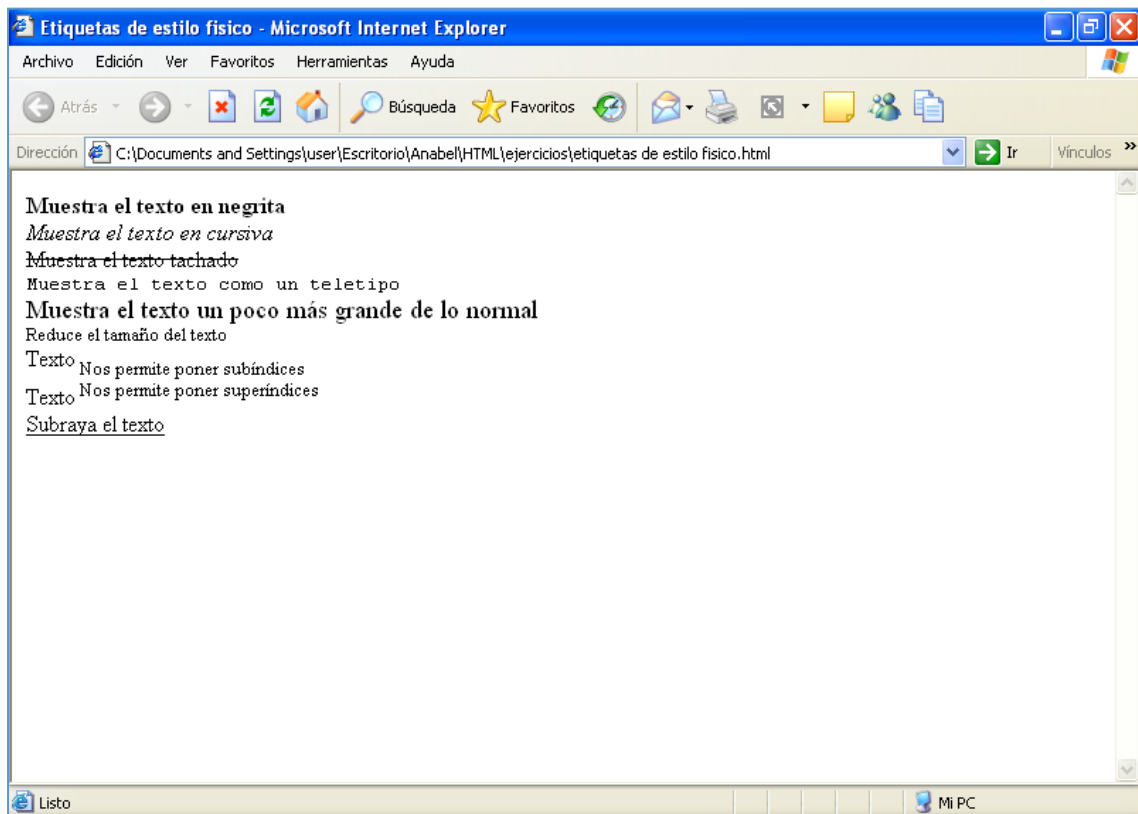 Etiquetas de estilo fisico - Microsoft Internet Explorer
Archivo Edición Ver Favoritos Herramientas Ayuda
Atrás Búsqueda Favoritos
Dirección C:\Documents and Settings\user\Escritorio\Anabel\HTML\ejercicios\etiquetas de estilo fisico.html Ir Vínculos »
Muestra el texto en negrita
Muestra el texto en cursiva
Muestra el texto tachado
Muestra el texto como un teletipo
Muestra el texto un poco más grande de lo normal
Reduce el tamaño del texto
Texto Nos permite poner subíndices
Texto Nos permite poner superíndices
Subraya el texto
Listo Mi PC